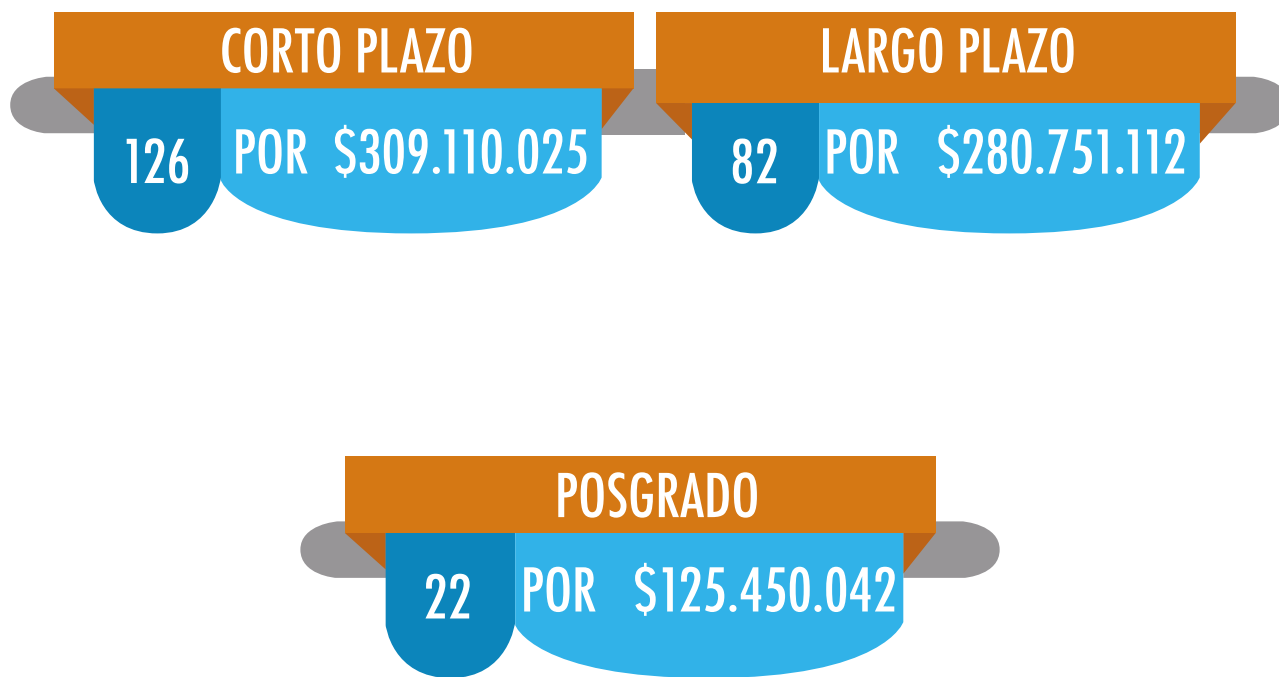 CORTO PLAZO
126 POR $309.110.025
LARGO PLAZO
82 POR $280.751.112
POSGRADO
22 POR $125.450.042